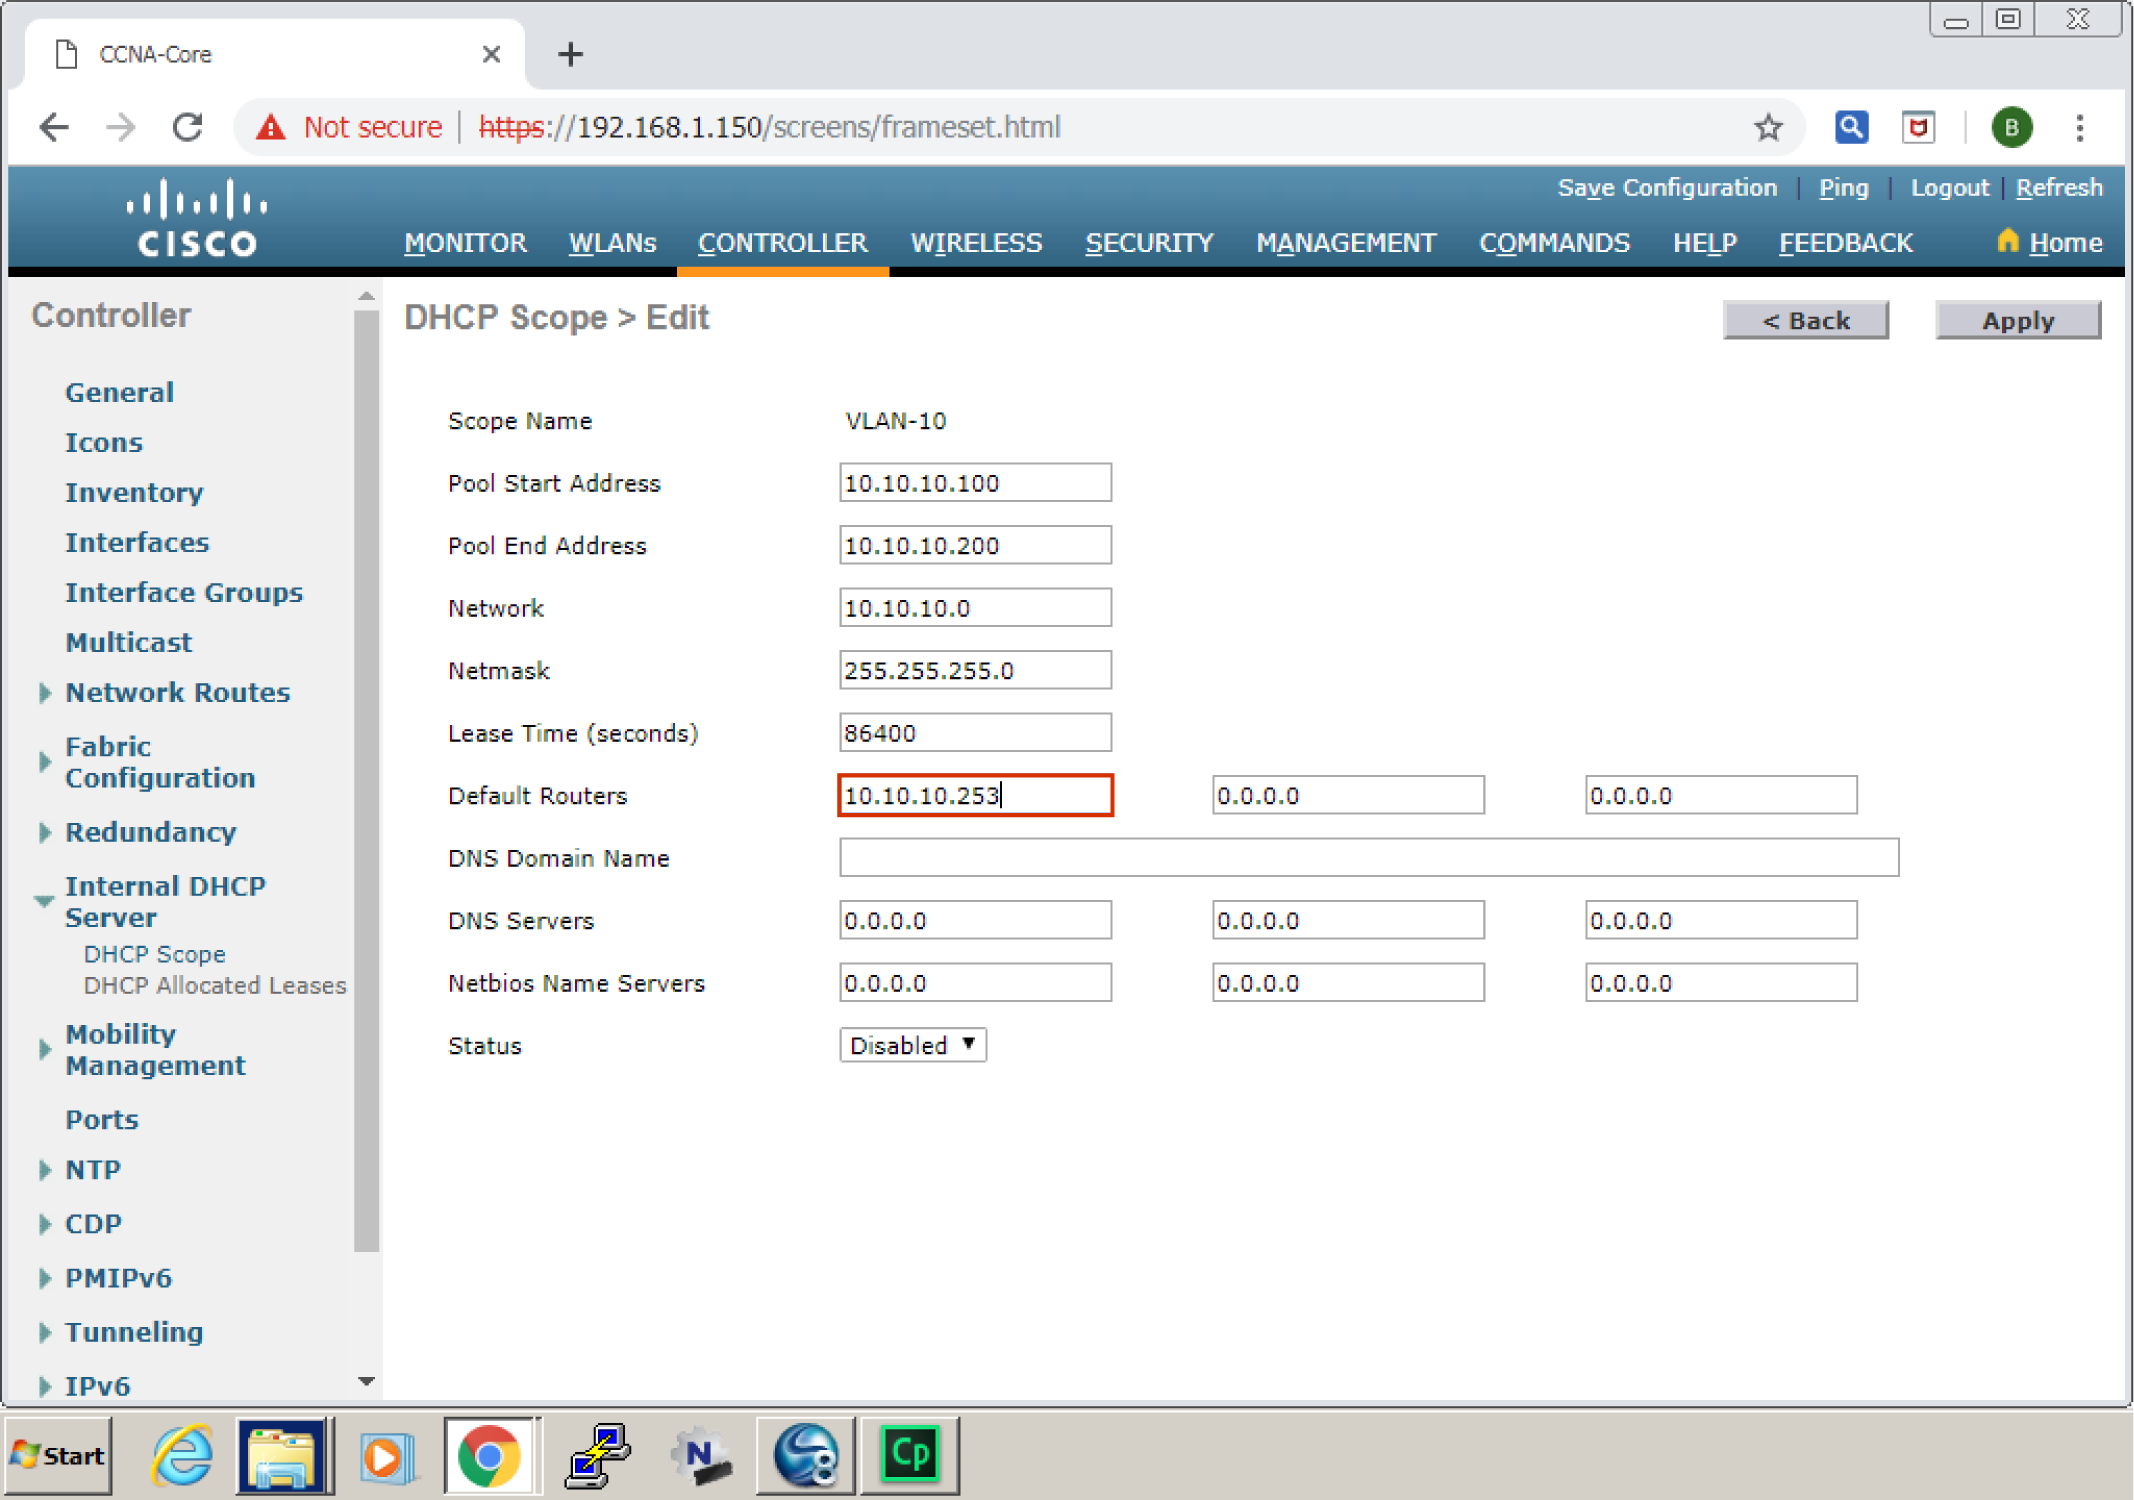 CCNA-Core
Not secure | https://192.168.1.150/screens/frameset.html
B
Save Configuration | Ping | Logout | Refresh
CISCO
MONITOR WLANs CONTROLLER WIRELESS SECURITY MANAGEMENT COMMANDS HELP FEEDBACK Home
Controller
General
Icons
Inventory
Interfaces
Interface Groups
Multicast
Network Routes
Fabric
Configuration
Redundancy
Internal DHCP
Server
DHCP Scope
DHCP Allocated Leases
Mobility
Management
Ports
NTP
CDP
PMIPv6
Tunneling
IPv6
DHCP Scope > Edit
< Back Apply
Scope Name VLAN-10
Pool Start Address 10.10.10.100
Pool End Address 10.10.10.200
Network 10.10.10.0
Netmask 255.255.255.0
Lease Time (seconds) 86400
Default Routers 10.10.10.253 0.0.0.0 0.0.0.0
DNS Domain Name
DNS Servers 0.0.0.0 0.0.0.0 0.0.0.0
Netbios Name Servers 0.0.0.0 0.0.0.0 0.0.0.0
Status Disabled
Start N 8 Cp